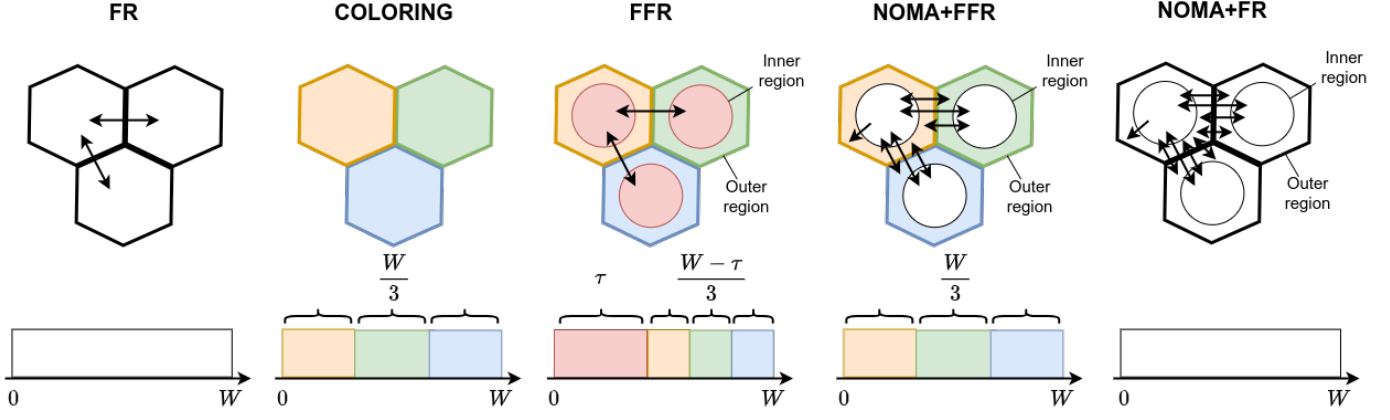 FR
COLORING
FFR
NOMA+FFR
NOMA+FR
Inner
region
Outer
region
Inner
region
Outer
region
Inner
region
Outer
region
W
3
τ
W − τ
3
W
3
0 W
0 W
0 W
0 W
0 W